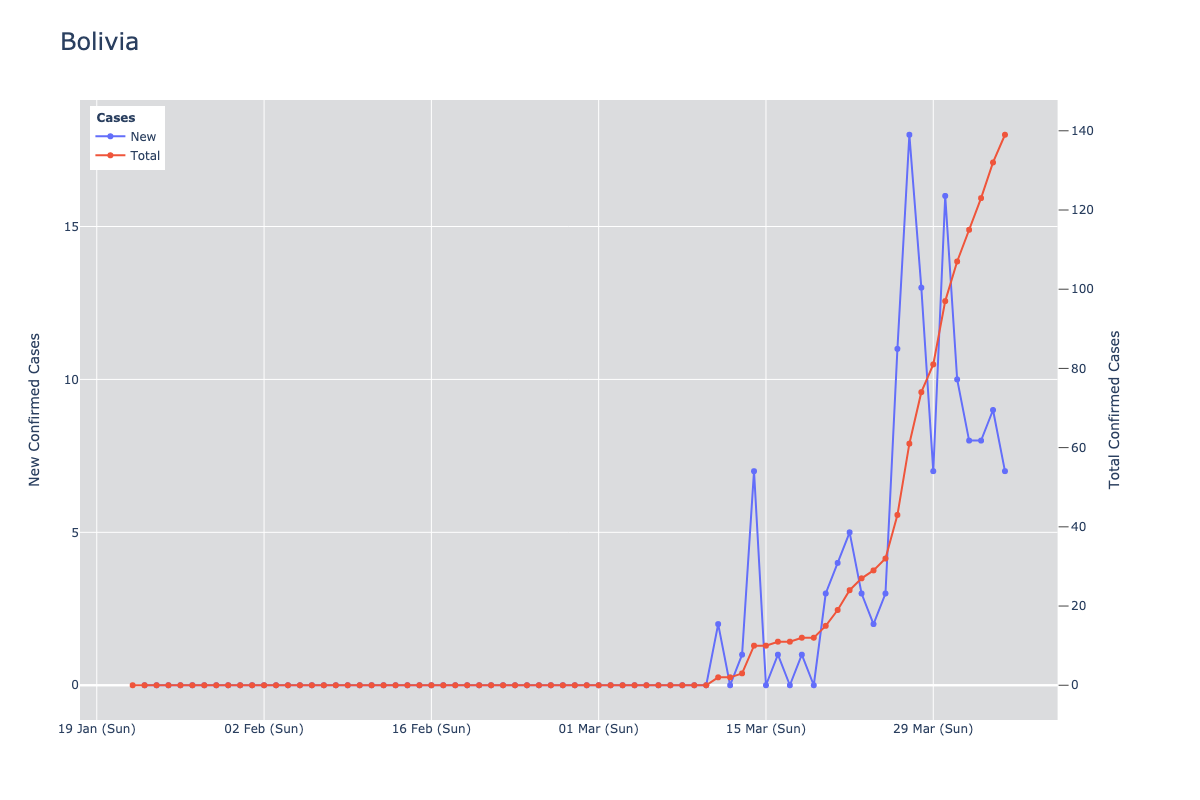 Bolivia
Cases
New
Total
15
10
5
0
140
120
100
80
60
40
20
0
New Confirmed Cases
Total Confirmed Cases
19 Jan (Sun)
02 Feb (Sun)
16 Feb (Sun)
01 Mar (Sun)
15 Mar (Sun)
29 Mar (Sun)